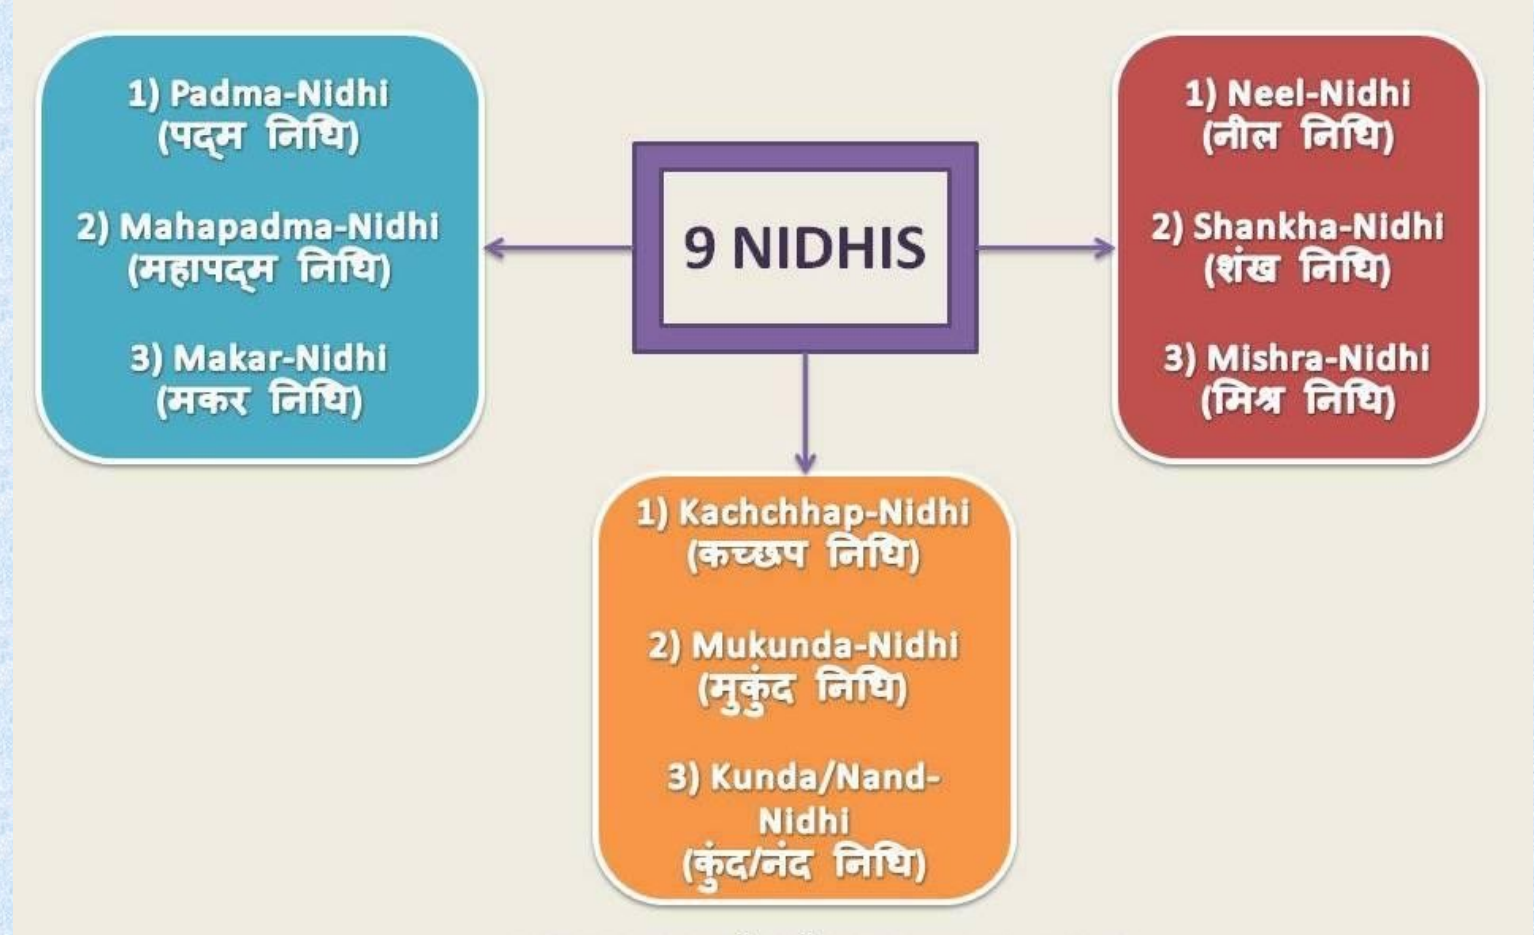 1) Padma-Nidhi
(पद्म निधि)
2) Mahapadma-Nidhi
(महापद्म निधि)
3) Makar-Nidhi
(मकर निधि)
9 NIDHIS
1) Neel-Nidhi
(नील निधि)
2) Shankha-Nidhi
(शंख निधि)
3) Mishra-Nidhi
(मिश्र निधि)
1) Kachchhap-Nidhi
(कच्छप निधि)
2) Mukunda-Nidhi
(मुकुंद निधि)
3) Kunda/Nand-
Nidhi
(कुंद/नंद निधि)